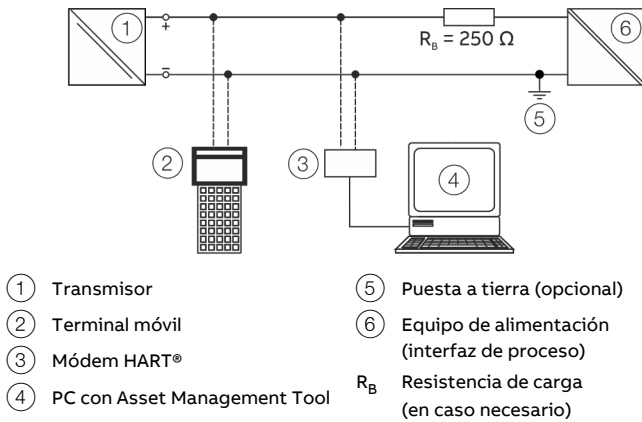 1
+
R_B = 250 Ω
6
–
5
2
3
4
1 Transmisor
2 Terminal móvil
3 Módem HART®
4 PC con Asset Management Tool
5 Puesta a tierra (opcional)
6 Equipo de alimentación
(interfaz de proceso)
R_B Resistencia de carga
(en caso necesario)